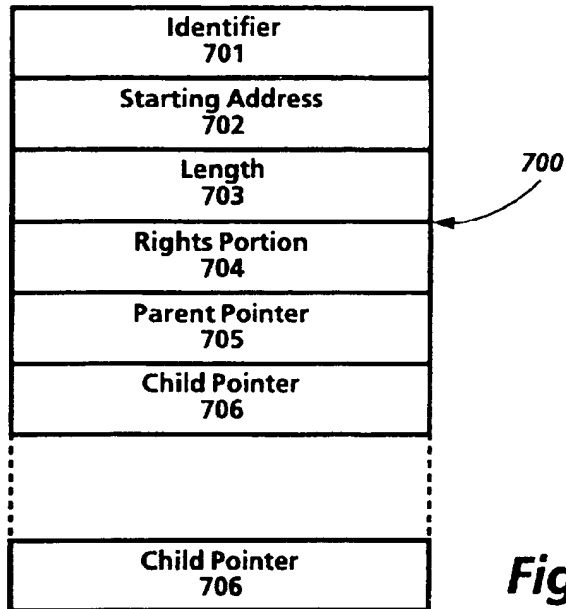 Identifier
701
Starting Address
702
Length
703
700
Rights Portion
704
Parent Pointer
705
Child Pointer
706
Child Pointer
706
Fig